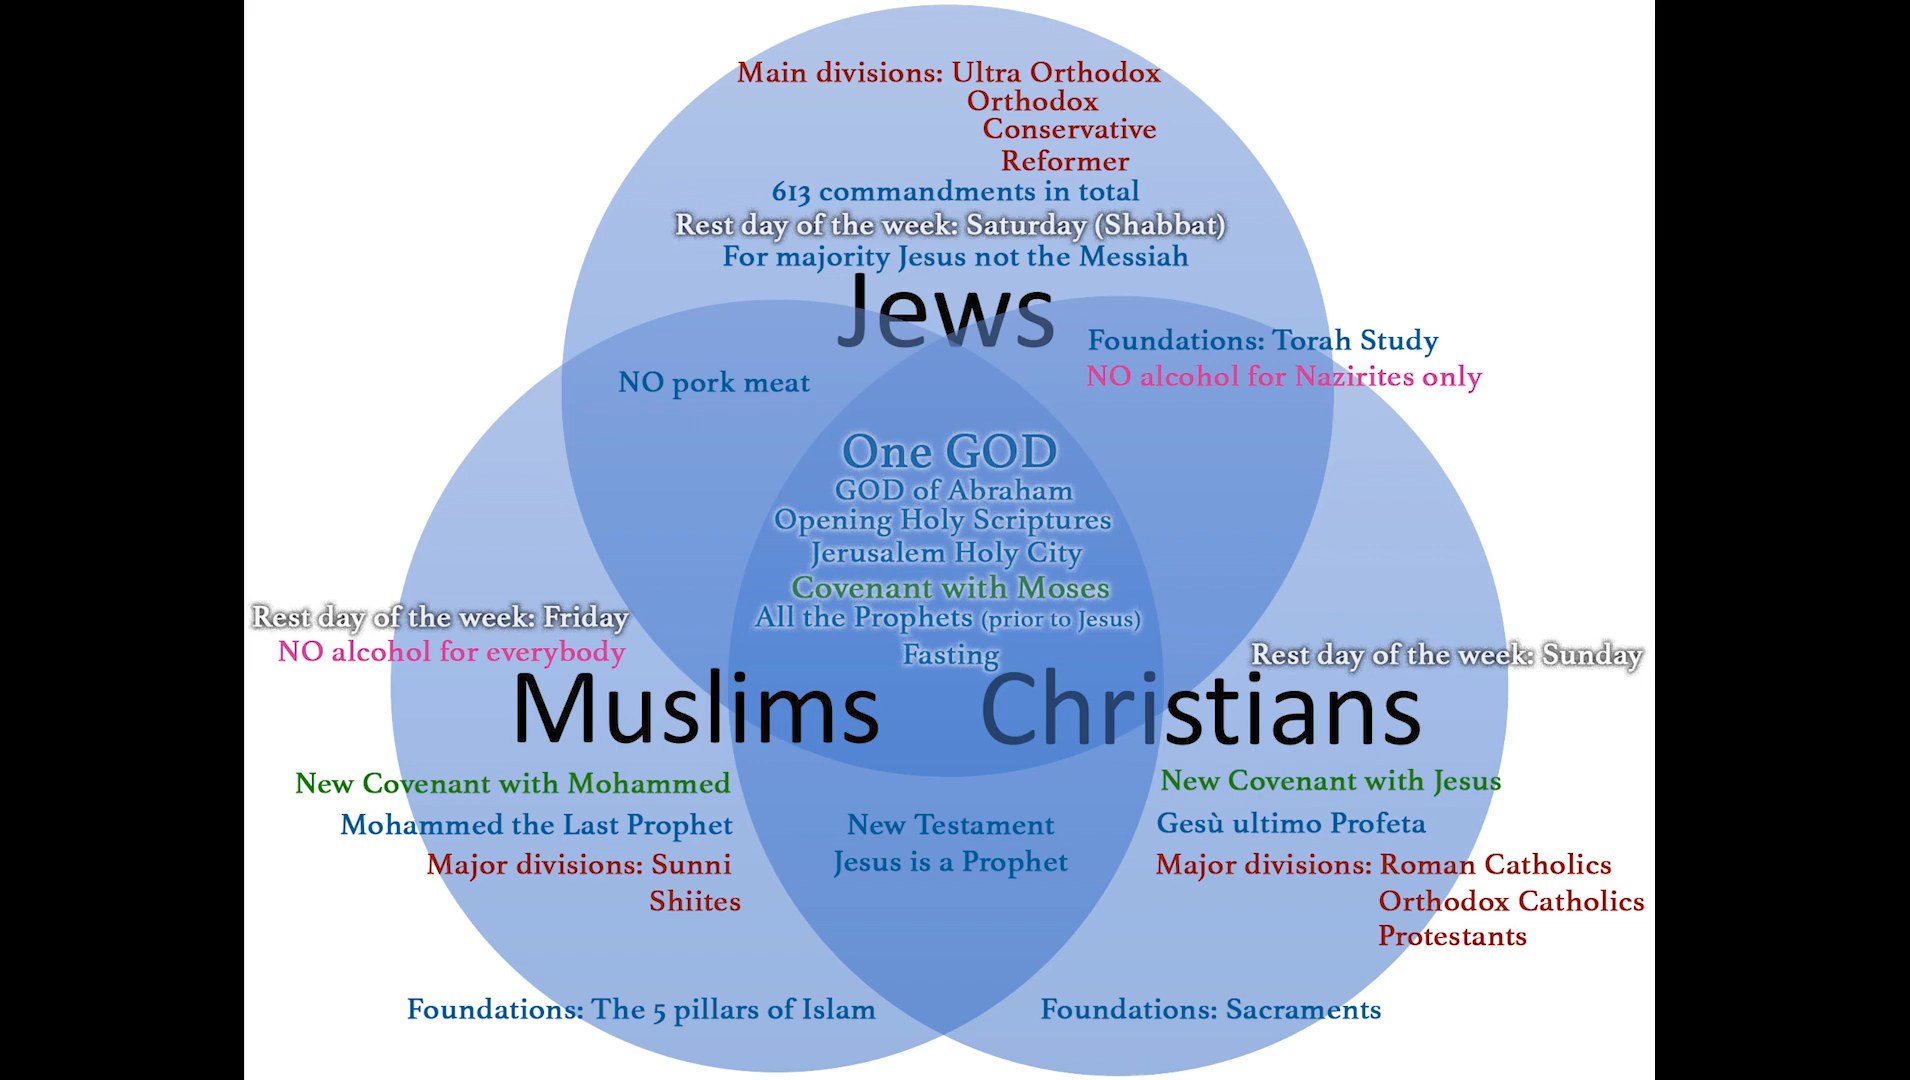 Main divisions: Ultra Orthodox
Orthodox
Conservative
Reformer
613 commandments in total
Rest day of the week: Saturday (Shabbat)
For majority Jesus not the Messiah
Jews
Foundations: Torah Study
NO alcohol for Nazirites only
NO pork meat
One GOD
GOD of Abraham
Opening Holy Scriptures
Jerusalem Holy City
Covenant with Moses
All the Prophets (prior to Jesus)
Fasting
Rest day of the week: Friday
NO alcohol for everybody
Muslims
New Covenant with Mohammed
Mohammed the Last Prophet
Major divisions: Sunni
Shiites
Foundations: The 5 pillars of Islam
New Testament
Jesus is a Prophet
Rest day of the week: Sunday
Christians
New Covenant with Jesus
Gesù ultimo Profeta
Major divisions: Roman Catholics
Orthodox Catholics
Protestants
Foundations: Sacraments